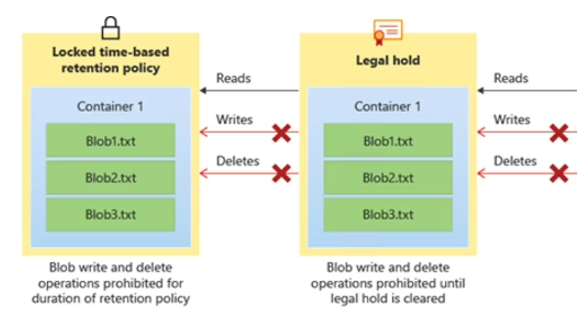 Locked time-based
retention policy
Container 1
Blob1.txt
Blob2.txt
Blob3.txt
Reads
Writes
Deletes
Blob write and delete
operations prohibited for
duration of retention policy
Legal hold
Container 1
Blob1.txt
Blob2.txt
Blob3.txt
Reads
Writes
Deletes
Blob write and delete
operations prohibited until
legal hold is cleared